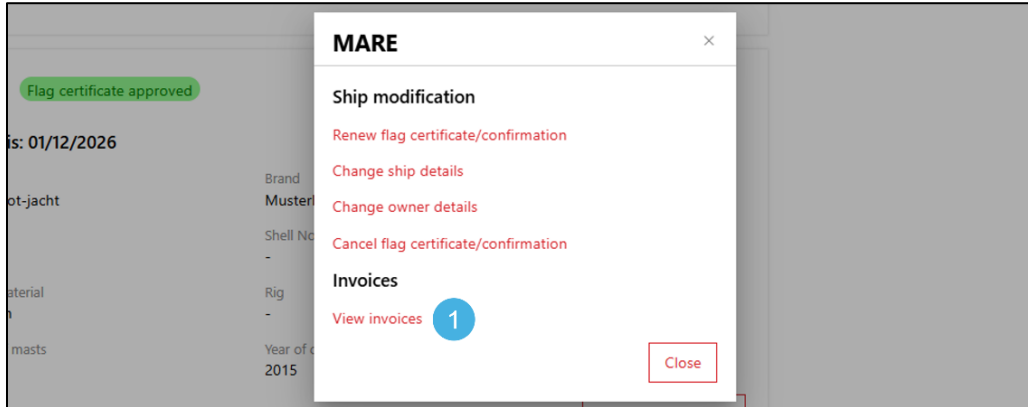 MARE
×
Flag certificate approved
Ship modification
is: 01/12/2026
Renew flag certificate/confirmation
Change ship details
Brand
ot-jacht
Muster
Change owner details
Shell No
-
Cancel flag certificate/confirmation
Invoices
aterial
Rig
-
View invoices 1
masts
Year of
2015
Close